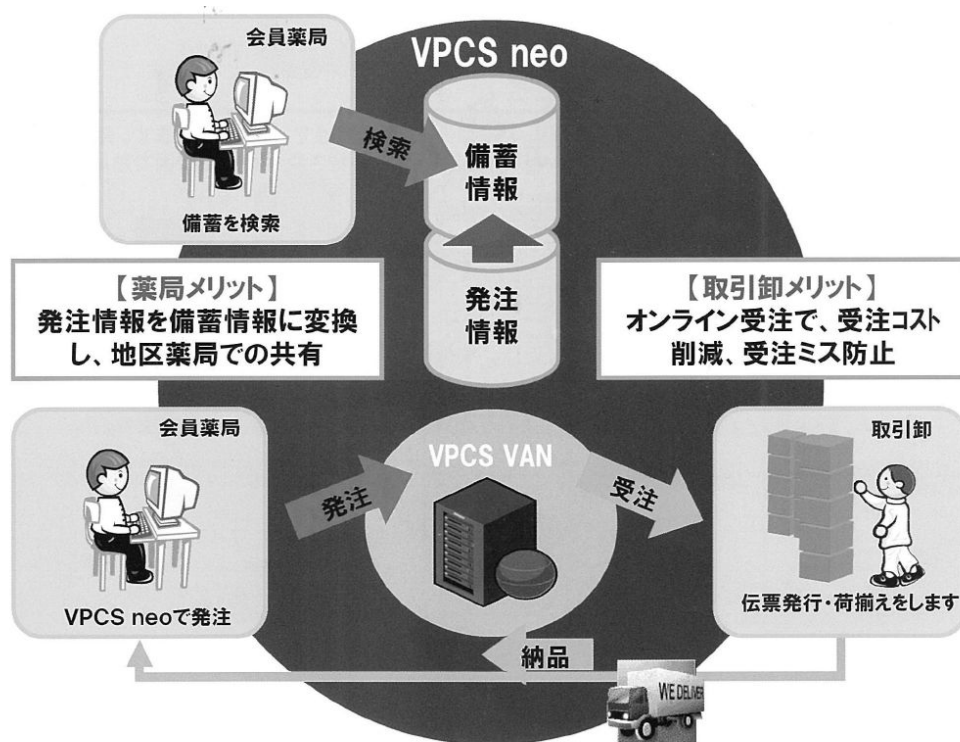 会員薬局
備蓄を検索
VPCS neo
検索
備蓄
情報
発注
情報
【薬局メリット】
発注情報を備蓄情報に変換
し、地区薬局での共有
【取引卸メリット】
オンライン受注で、受注コスト
削減、受注ミス防止
会員薬局
VPCS neoで発注
発注
VPCS VAN
受注
取引卸
伝票発行・荷揃えをします
納品
WE DELIVER